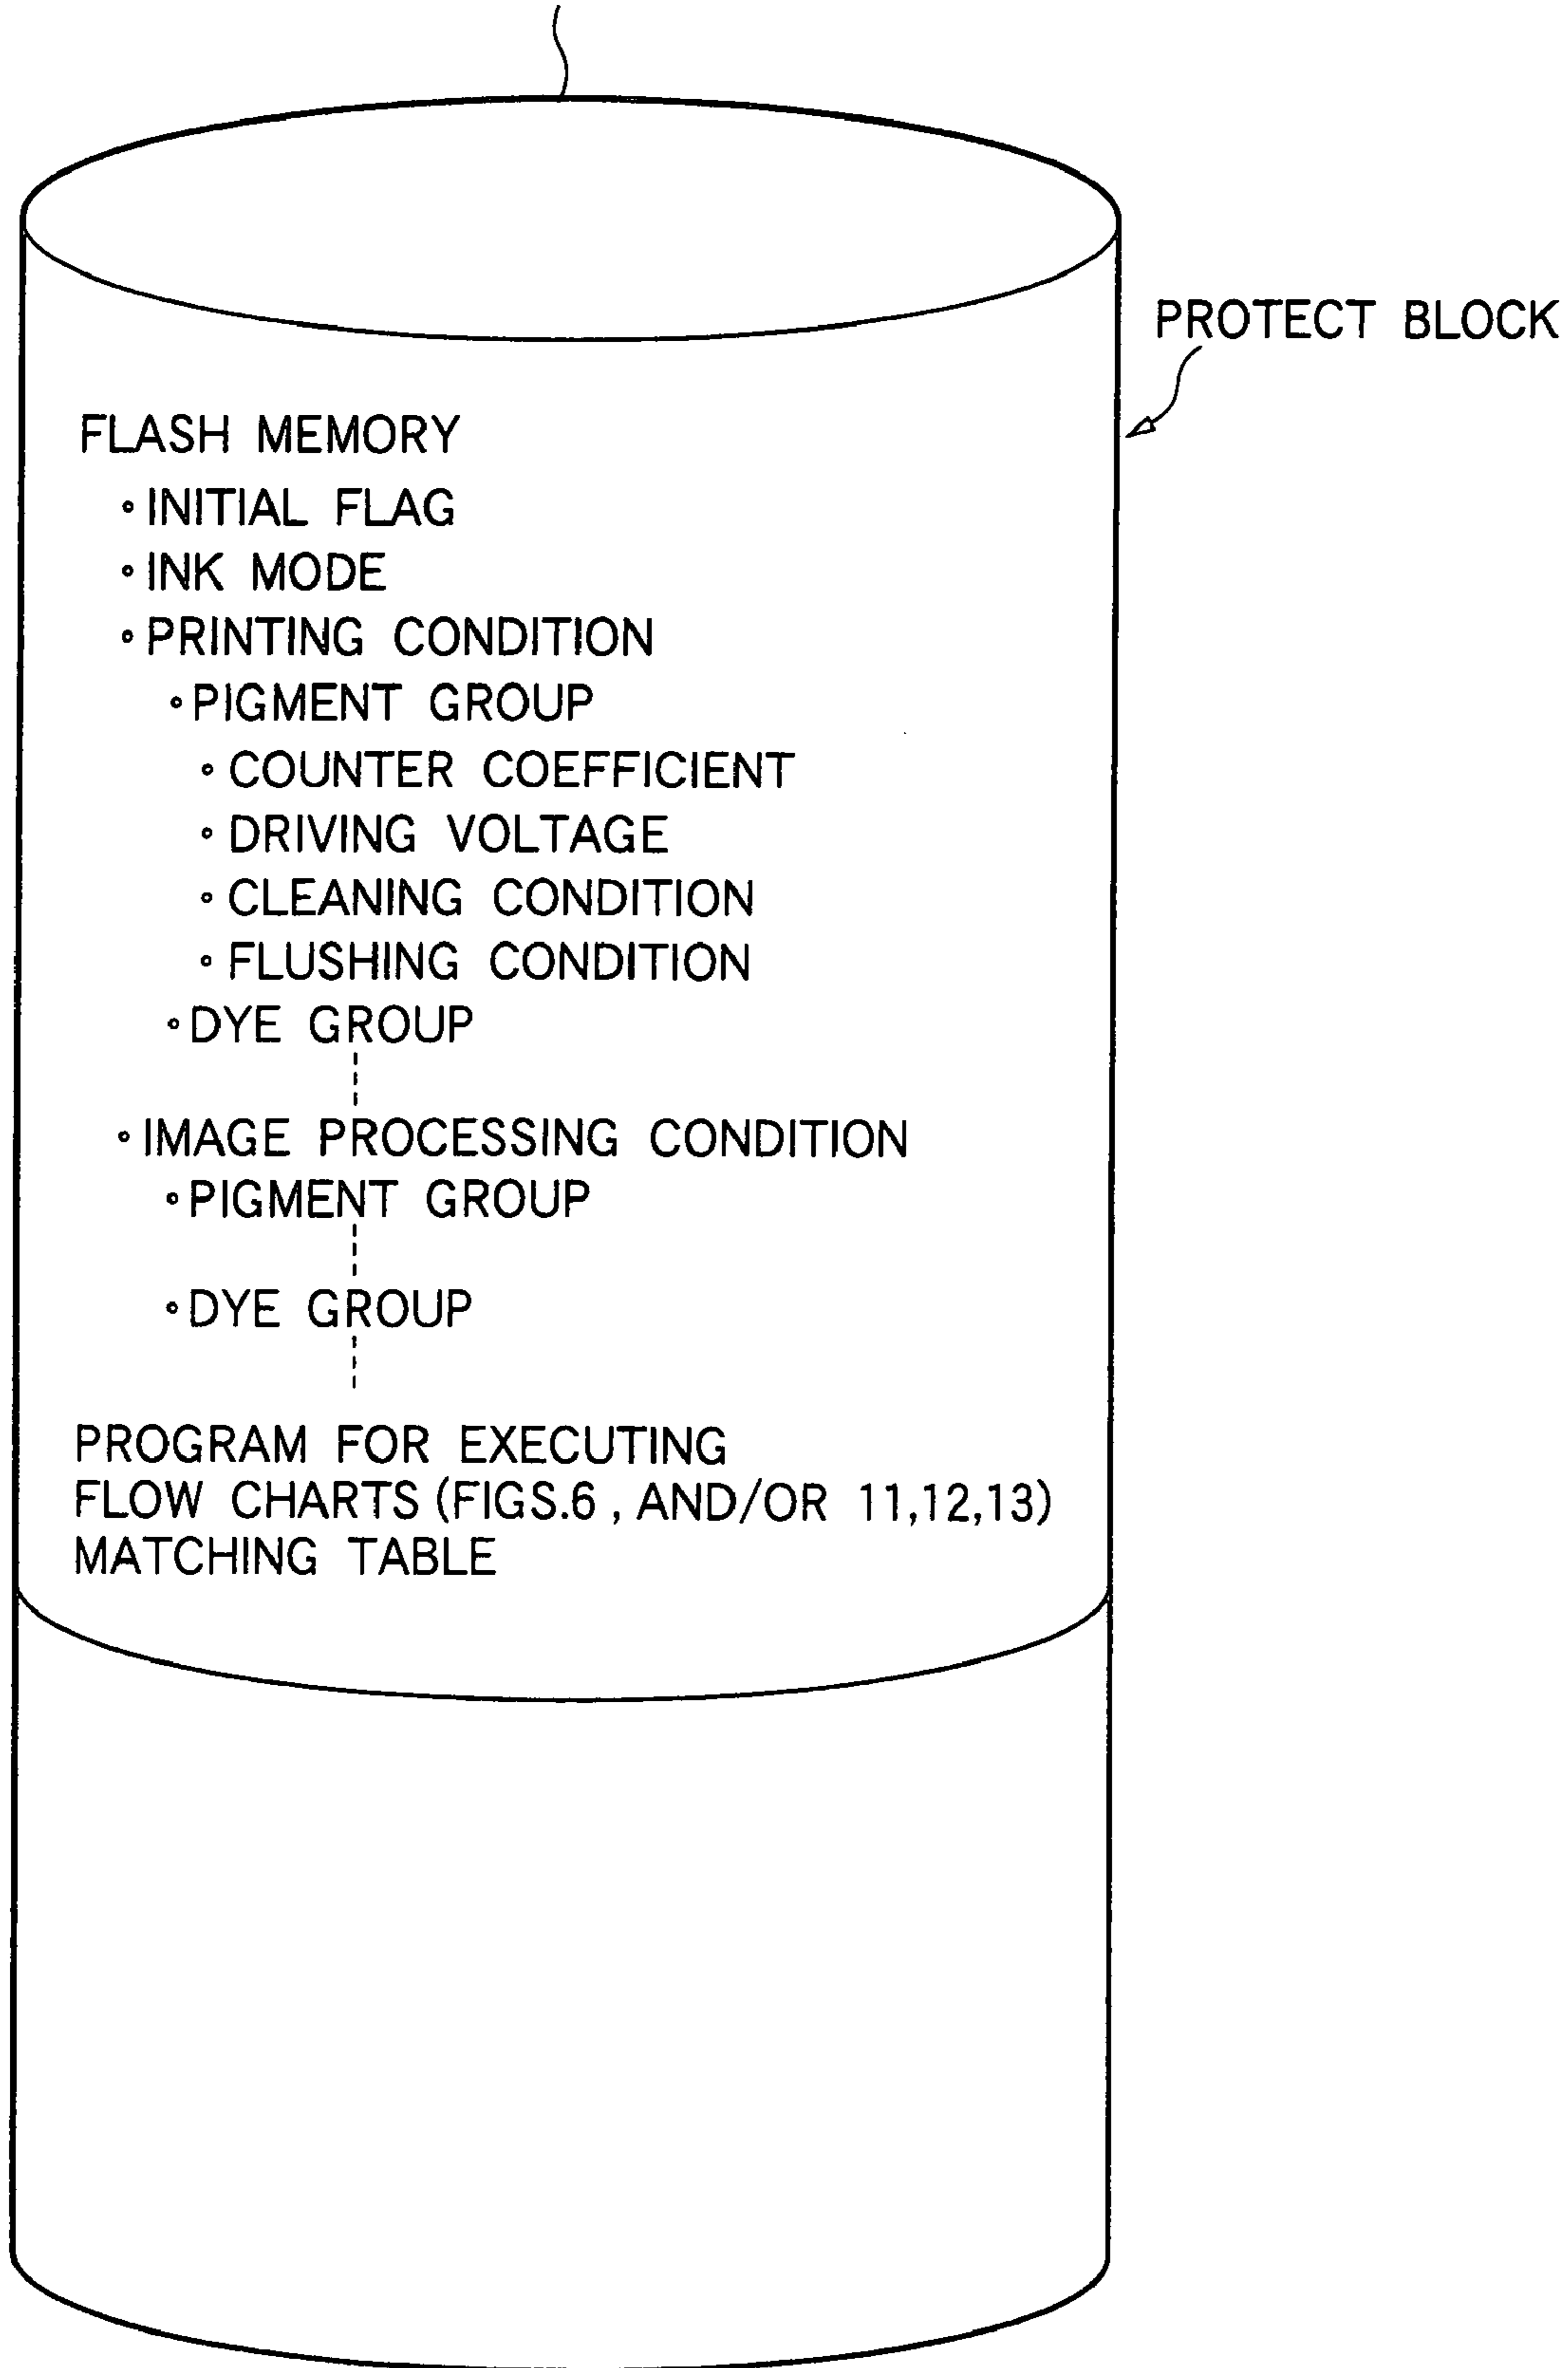 PROTECT BLOCK
FLASH MEMORY
∘INITIAL FLAG
∘INK MODE
∘PRINTING CONDITION
∘PIGMENT GROUP
∘COUNTER COEFFICIENT
∘DRIVING VOLTAGE
∘CLEANING CONDITION
∘FLUSHING CONDITION
∘DYE GROUP
∘IMAGE PROCESSING CONDITION
∘PIGMENT GROUP
∘DYE GROUP
PROGRAM FOR EXECUTING
FLOW CHARTS (FIGS.6 , AND/OR 11,12,13)
MATCHING TABLE